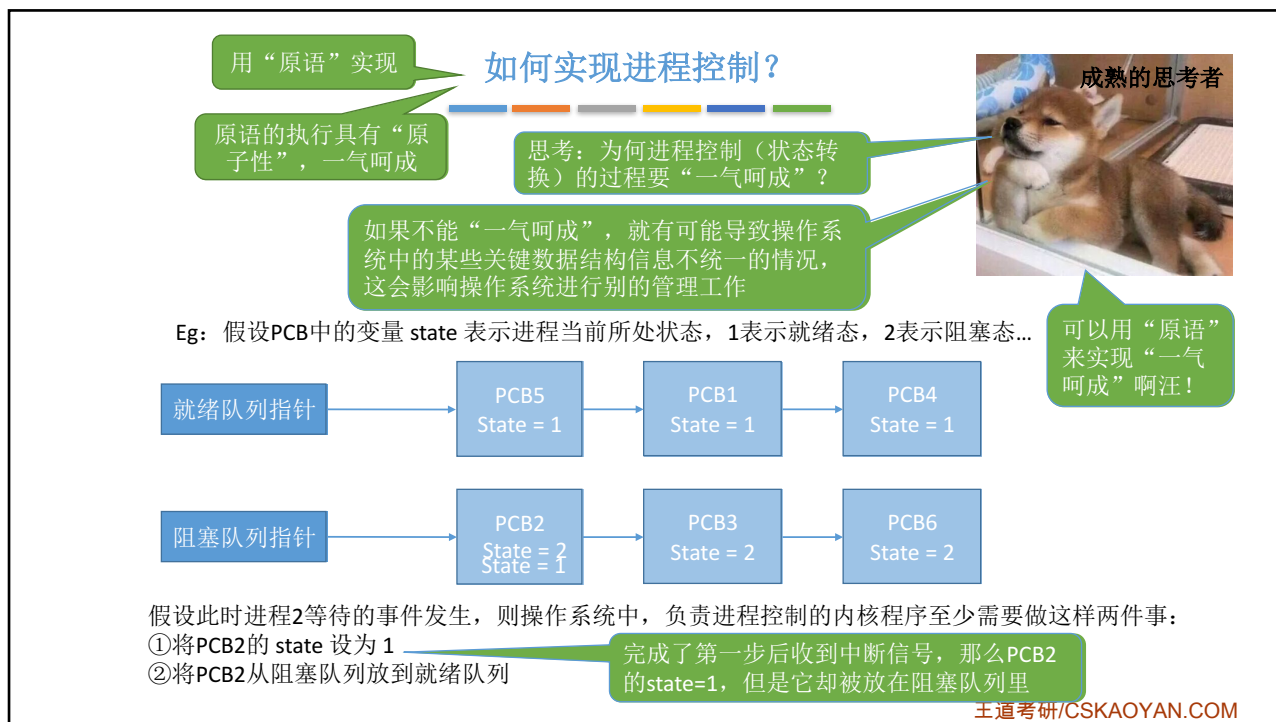 用“原语”实现
如何实现进程控制？
成熟的思考者
原语的执行具有“原
子性”，一气呵成
思考：为何进程控制（状态转
换）的过程要“一气呵成”？
如果不能“一气呵成”，就有可能导致操作系
统中的某些关键数据结构信息不统一的情况，
这会影响操作系统进行别的管理工作
可以用“原语”
来实现“一气
呵成”啊汪！
Eg：假设PCB中的变量 state 表示进程当前所处状态，1表示就绪态，2表示阻塞态…
就绪队列指针
PCB5
State = 1
PCB1
State = 1
PCB4
State = 1
阻塞队列指针
PCB2
State = 2
State = 1
PCB3
State = 2
PCB6
State = 2
假设此时进程2等待的事件发生，则操作系统中，负责进程控制的内核程序至少需要做这样两件事：
①将PCB2的 state 设为 1
②将PCB2从阻塞队列放到就绪队列
完成了第一步后收到中断信号，那么PCB2
的state=1，但是它却被放在阻塞队列里
王道考研/CSKAOYAN.COM